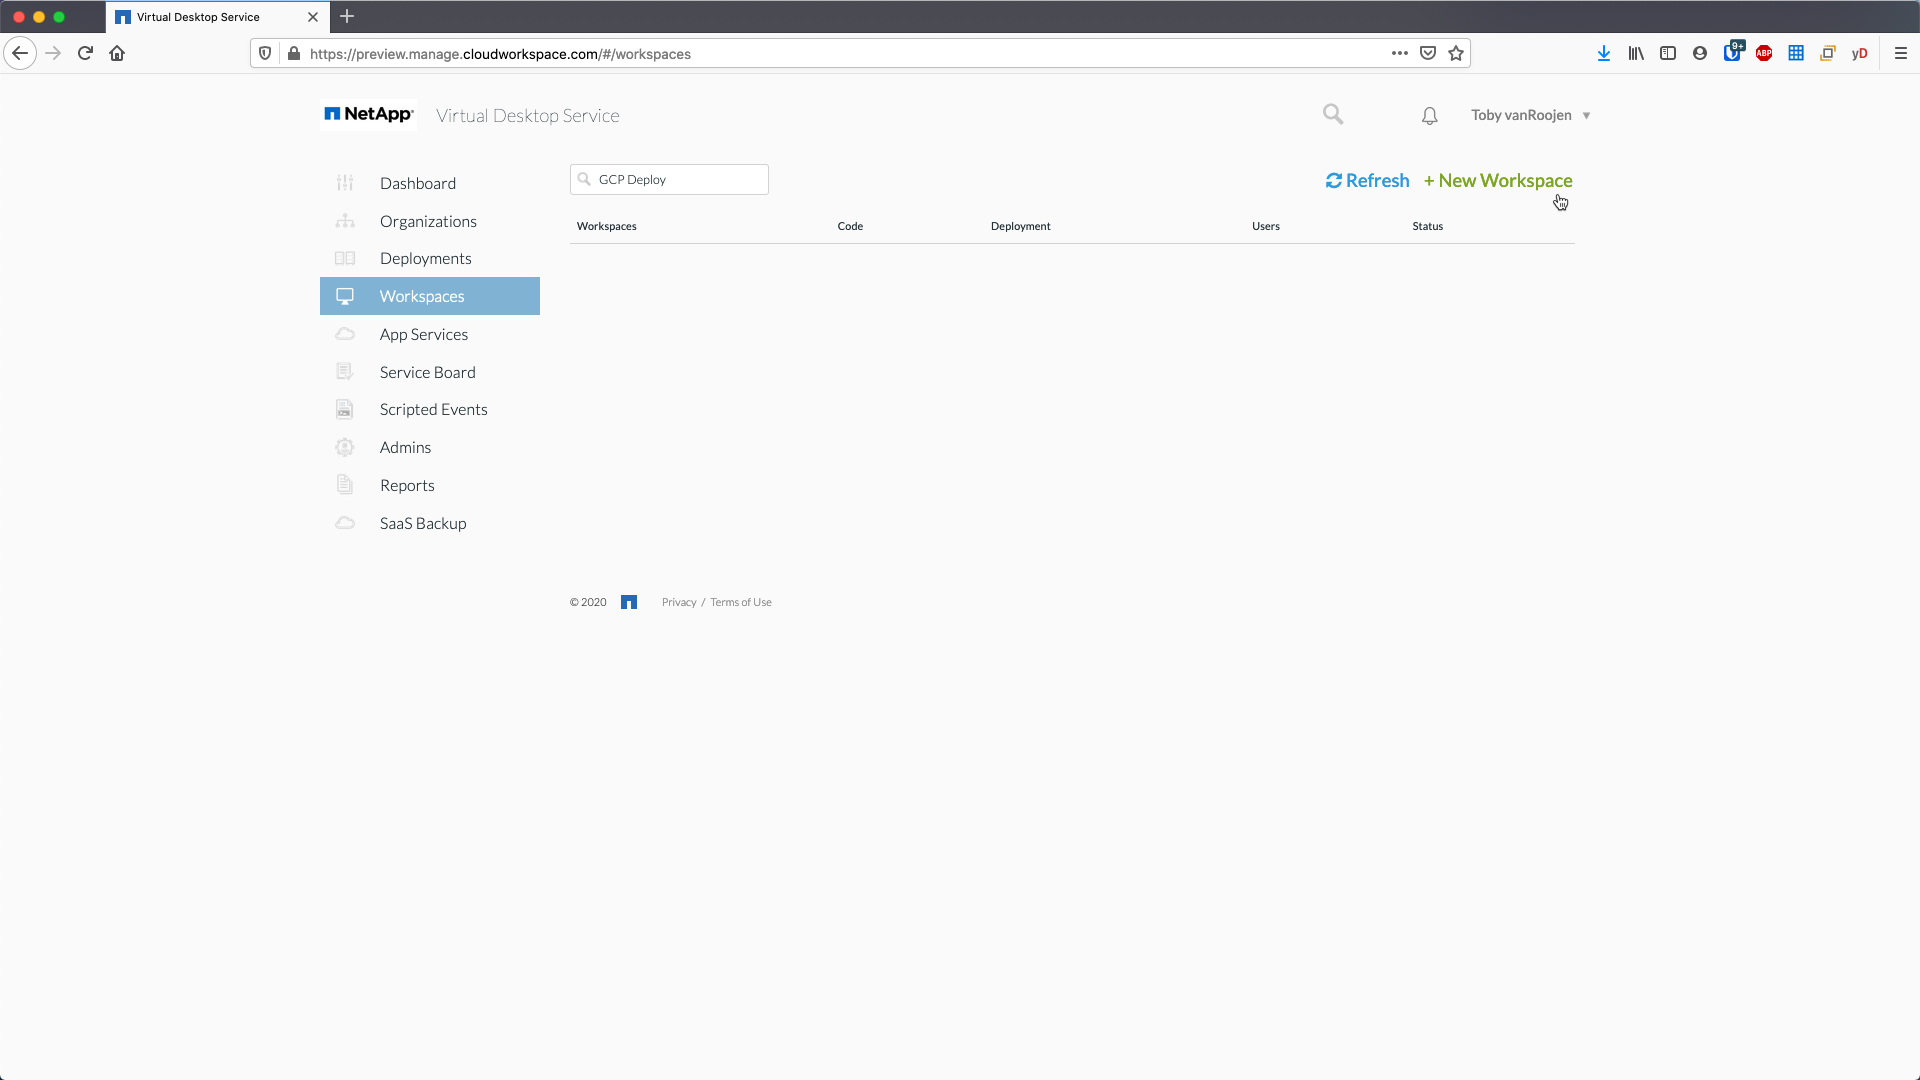 Virtual Desktop Service
https://preview.manage.cloudworkspace.com/#/workspaces
9+
ABP
yD
NetApp
Virtual Desktop Service
Toby vanRoojen
GCP Deploy
Refresh
+ New Workspace
Workspaces
Code
Deployment
Users
Status
Dashboard
Organizations
Deployments
Workspaces
App Services
Service Board
Scripted Events
Admins
Reports
SaaS Backup
© 2020
Privacy / Terms of Use